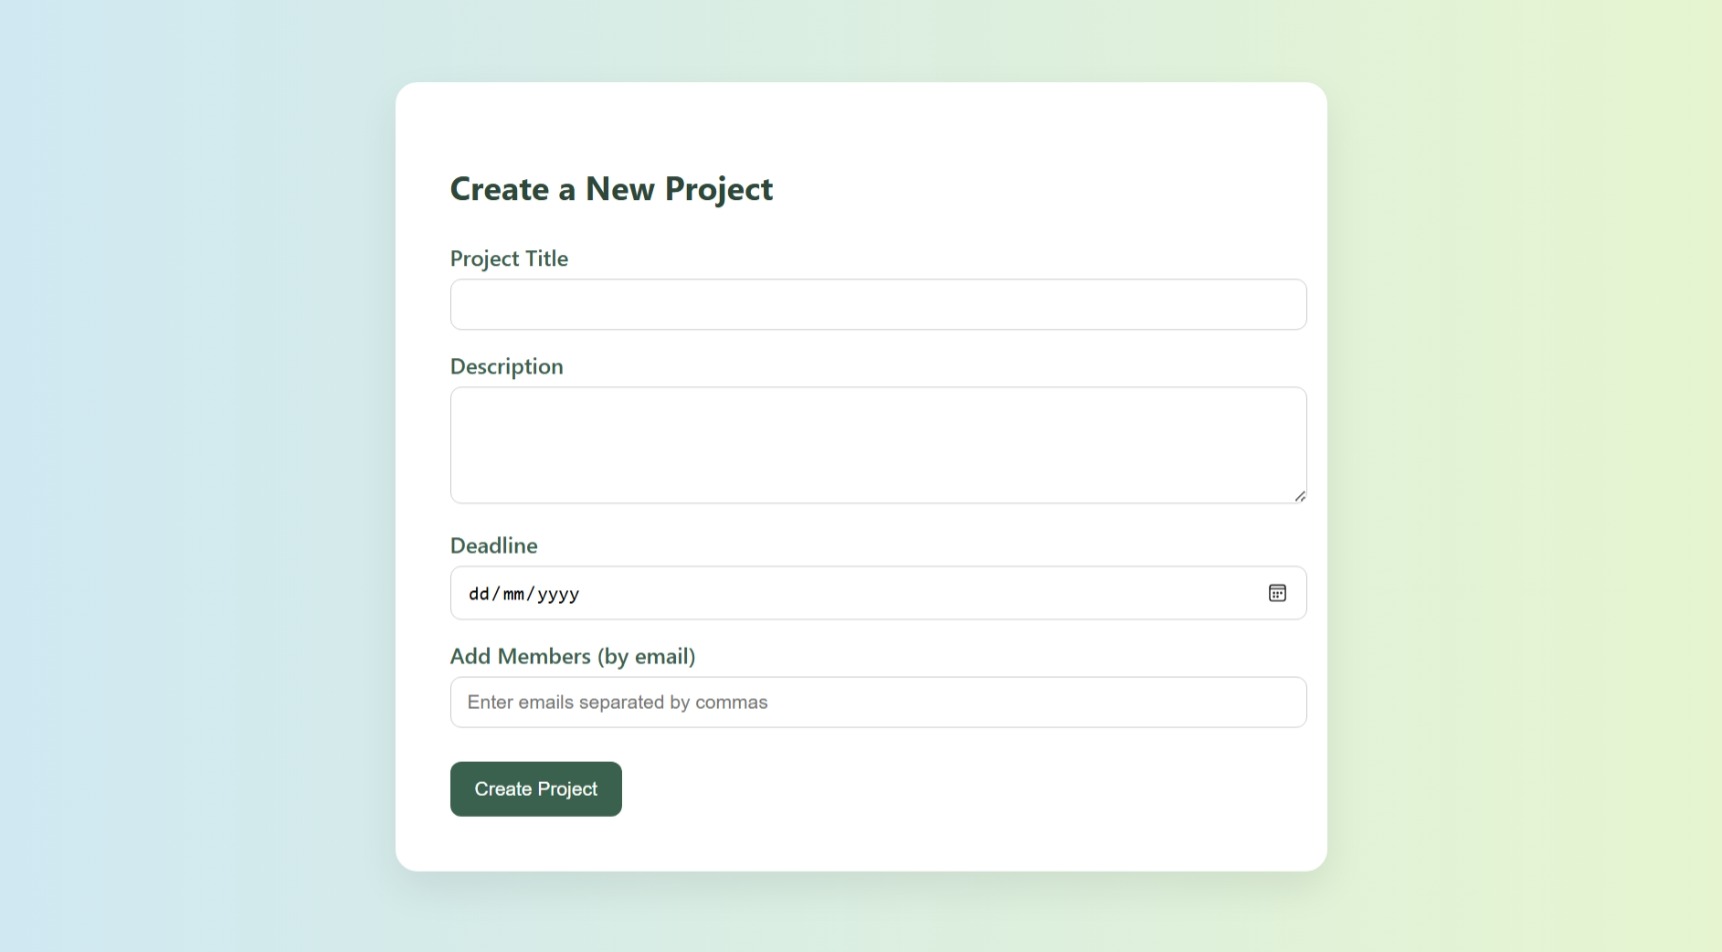 Create a New Project
Project Title
Description
Deadline
dd/mm/yyyy
Add Members (by email)
Enter emails separated by commas
Create Project